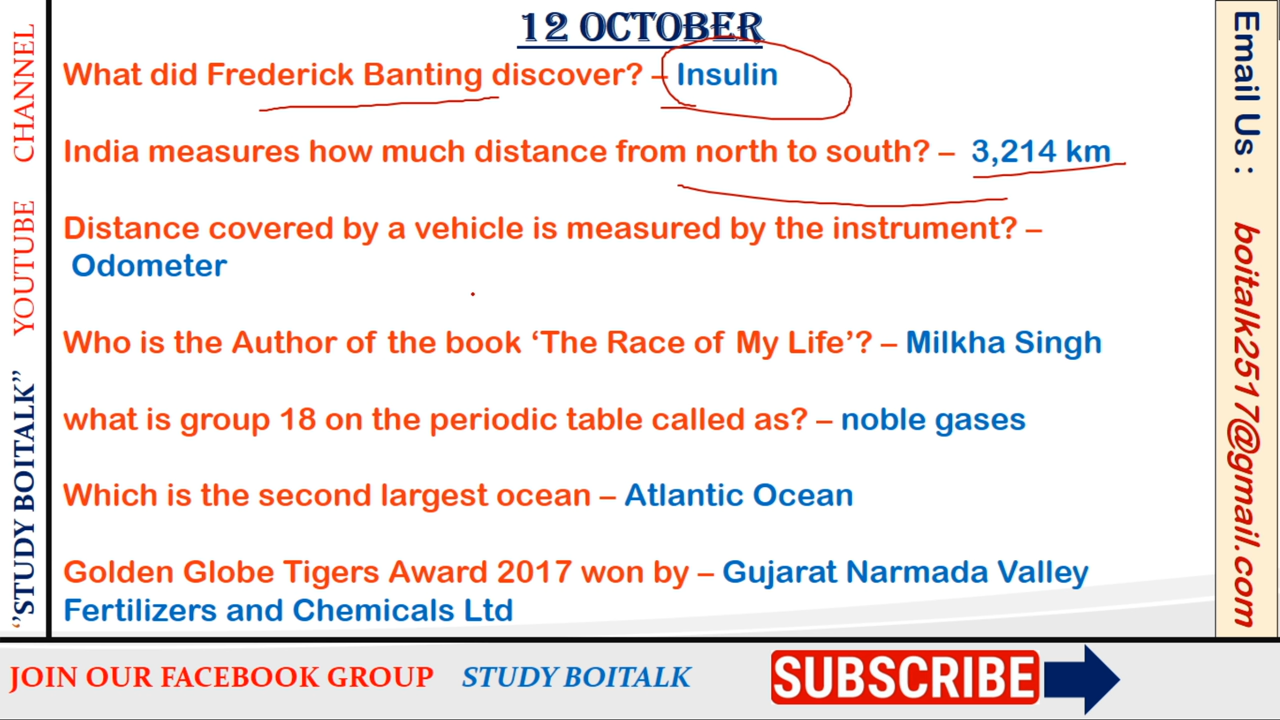 12 OCTOBER
What did Frederick Banting discover? – Insulin
India measures how much distance from north to south? – 3,214 km
Distance covered by a vehicle is measured by the instrument? –
Odometer
Who is the Author of the book ‘The Race of My Life’? – Milkha Singh
what is group 18 on the periodic table called as? – noble gases
Which is the second largest ocean – Atlantic Ocean
Golden Globe Tigers Award 2017 won by – Gujarat Narmada Valley
Fertilizers and Chemicals Ltd
‘’STUDY BOITALK” YOUTUBE CHANNEL
Email Us : boitalk2517@gmail.com
JOIN OUR FACEBOOK GROUP STUDY BOITALK
SUBSCRIBE